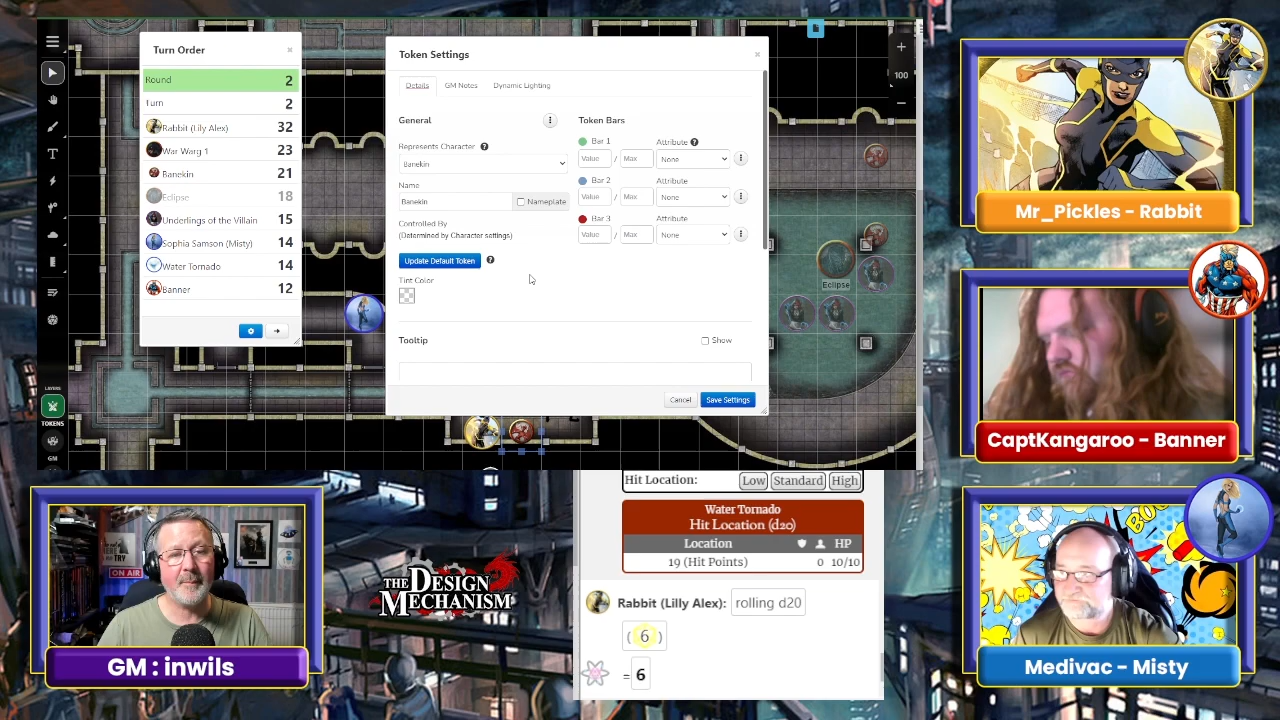 Turn Order
Round 2
Turn 2
Rabbit (Lily Alex) 32
War Warg 1 23
Banekin 21
Eclipse 18
Underlings of the Villain 15
Sophia Samson (Misty) 14
Water Tornado 14
Banner 12
LAYERS
TOKENS
GM
Token Settings
Details GM Notes Dynamic Lighting
General
Represents Character
Banekin
Name
Banekin Nameplate
Controlled By
(Determined by Character settings)
Update Default Token
Tint Color
Tooltip Show
Token Bars
Bar 1 Attribute
Value / Max None
Bar 2 Attribute
Value / Max None
Bar 3 Attribute
Value / Max None
Cancel Save Settings
100
Eclipse
Mr_Pickles - Rabbit
CaptKangaroo - Banner
Medivac - Misty
ON AIR
GM : inwils
THE DESIGN
MECHANISM
Hit Location: Low Standard High
Water Tornado
Hit Location (d20)
Location HP
19 (Hit Points) 0 10/10
Rabbit (Lilly Alex): rolling d20
( 6 )
= 6